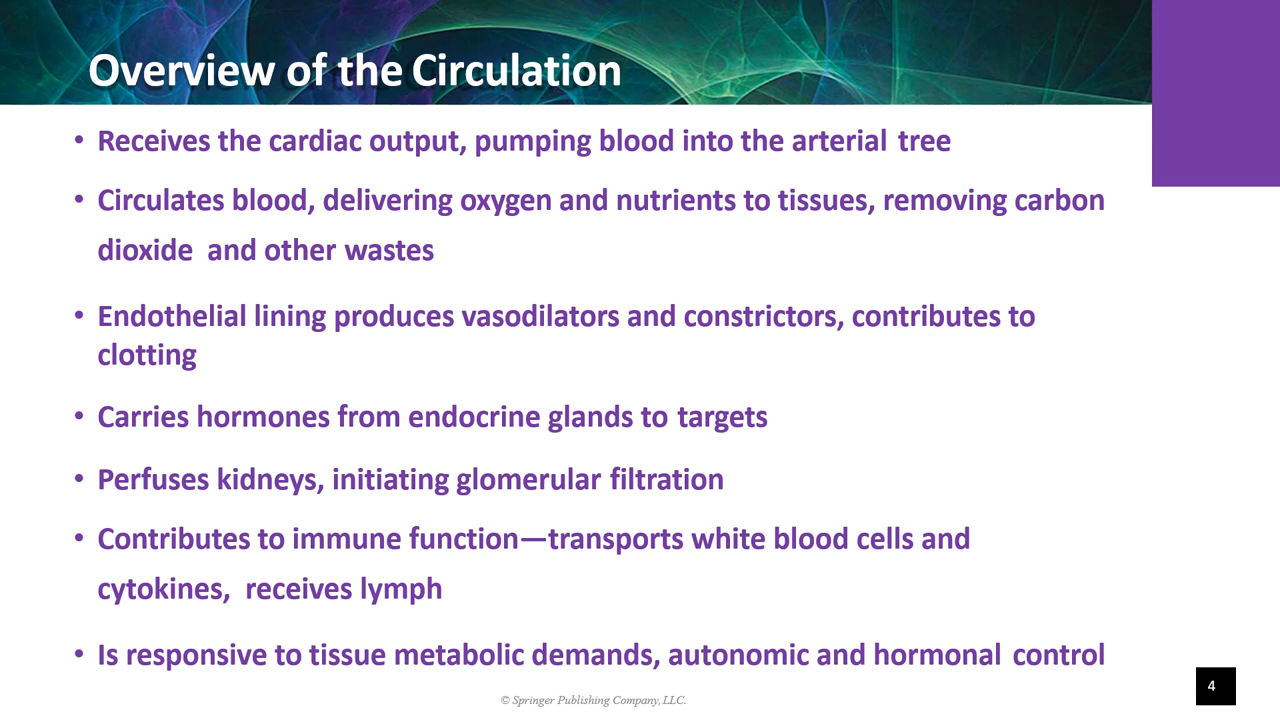 Overview of the Circulation
• Receives the cardiac output, pumping blood into the arterial tree
• Circulates blood, delivering oxygen and nutrients to tissues, removing carbon
dioxide and other wastes
• Endothelial lining produces vasodilators and constrictors, contributes to
clotting
• Carries hormones from endocrine glands to targets
• Perfuses kidneys, initiating glomerular filtration
• Contributes to immune function—transports white blood cells and
cytokines, receives lymph
• Is responsive to tissue metabolic demands, autonomic and hormonal control
© Springer Publishing Company, LLC.
4